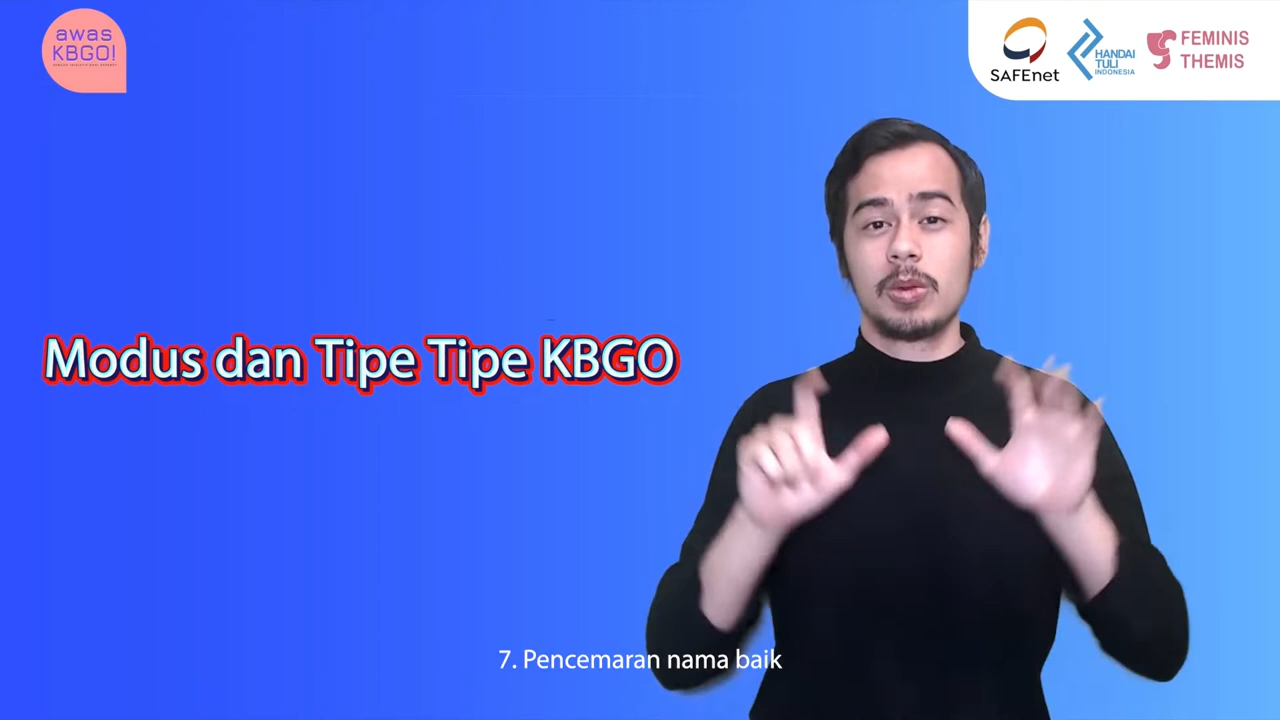 awas
KBGO!
SAFEnet
HANDAI
TULI
INDONESIA
FEMINIS
THEMIS
Modus dan Tipe Tipe KBGO
7. Pencemaran nama baik